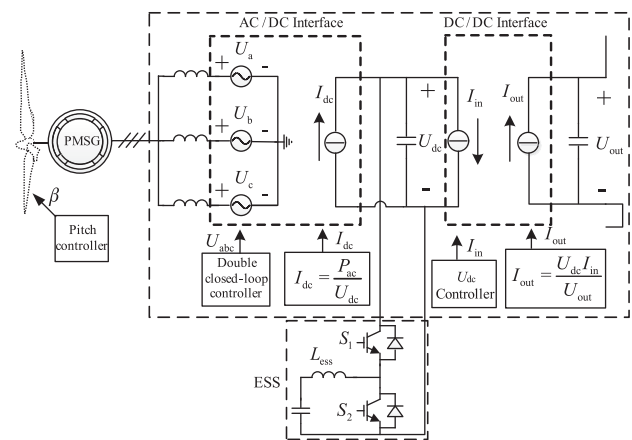 AC / DC Interface
DC / DC Interface
+ U_a -
+ U_b -
+ U_c -
I_dc
+
U_dc
-
I_in
I_out
+
U_out
-
PMSG
β
Pitch
controller
U_abc
Double
closed-loop
controller
I_dc
I_dc = P_ac / U_dc
I_in
U_dc
Controller
I_out
I_out = U_dc I_in / U_out
ESS
S_1
L_ess
S_2